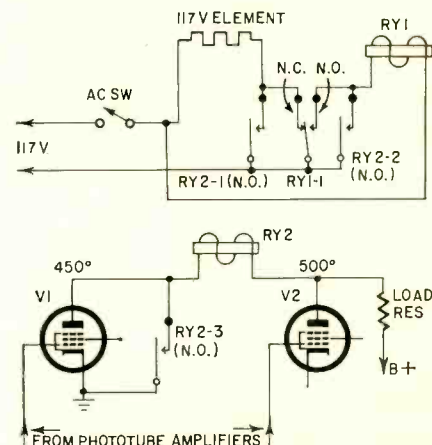 117V ELEMENT
RY1
N.C. N.O.
AC SW
117V
RY2-2
(N.O.)
RY2-1 (N.O.) RY1-1
RY2
450° 500°
V1 V2
LOAD
RES
RY2-3
(N.O.)
B+
FROM PHOTOTUBE AMPLIFIERS